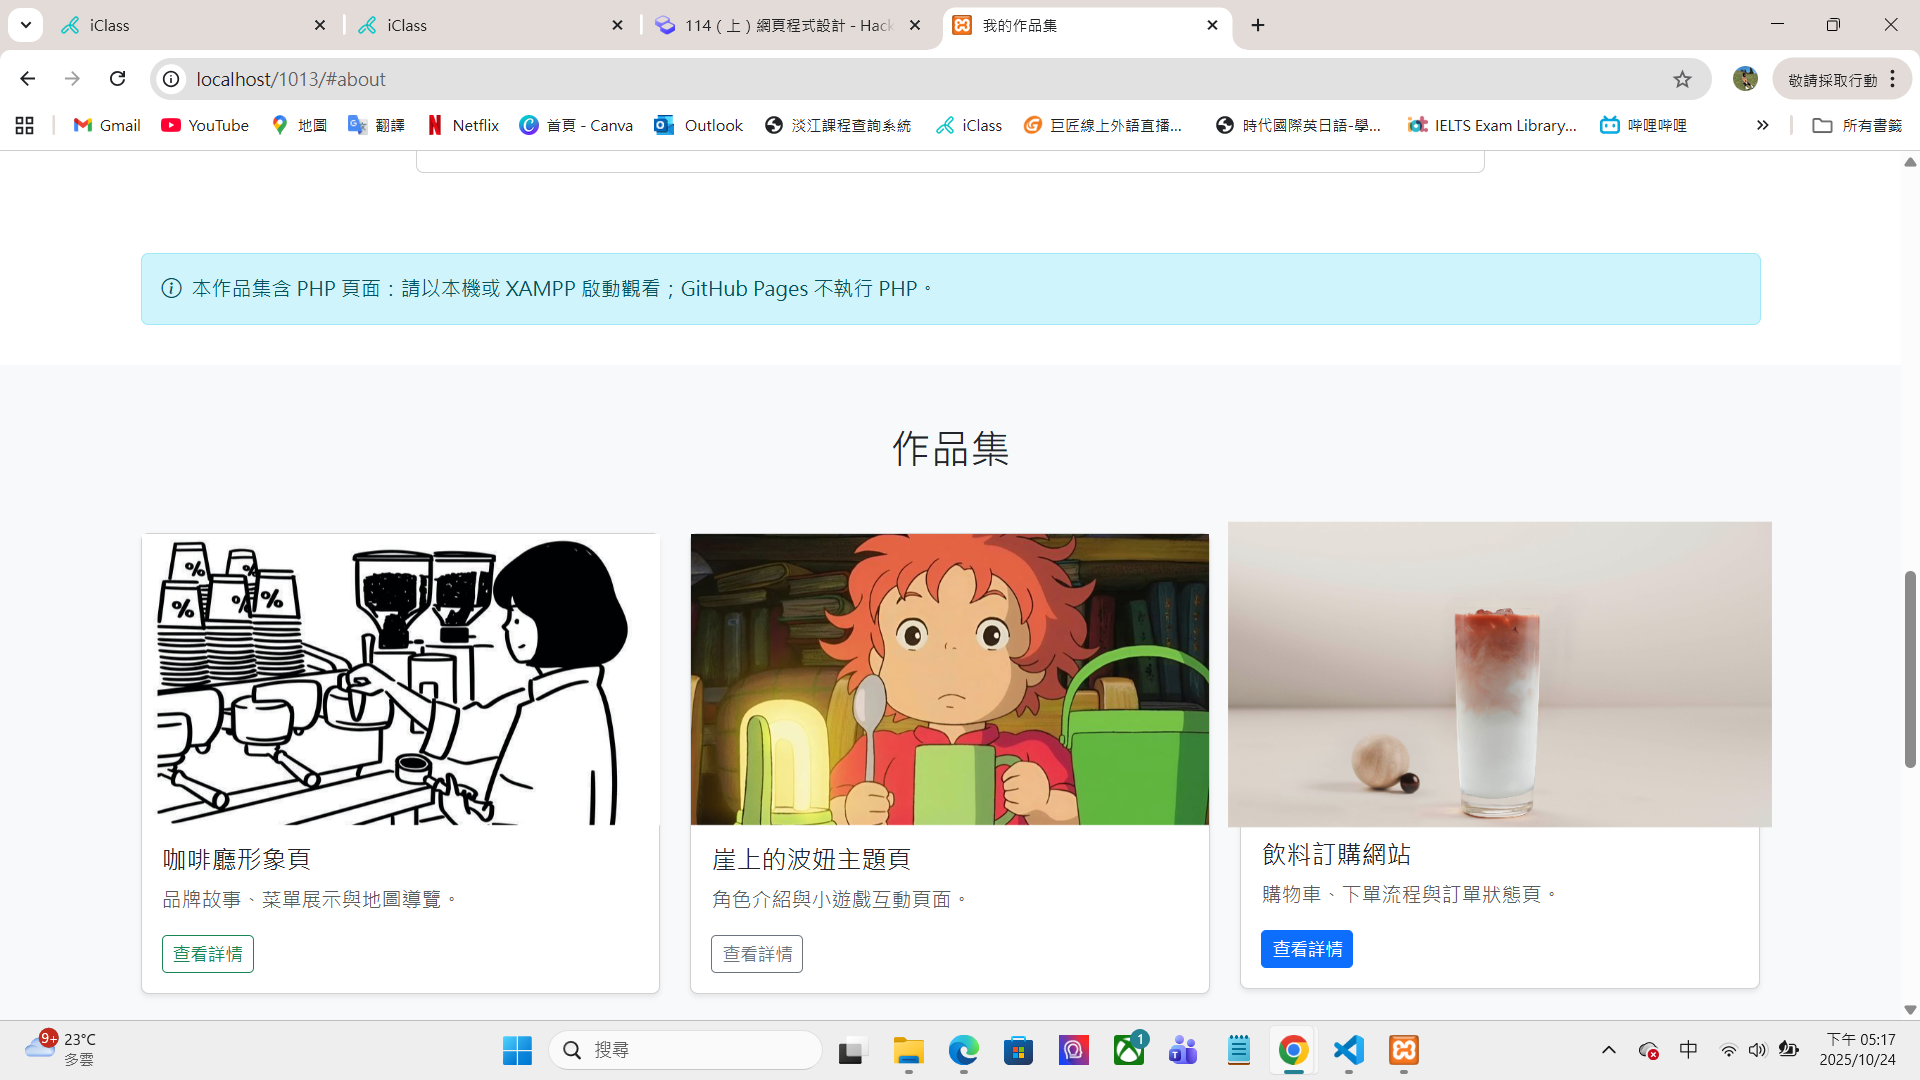 iClass
iClass
114（上）網頁程式設計 - Hack
我的作品集
localhost/1013/#about
敬請採取行動
Gmail
YouTube
地圖
翻譯
Netflix
首頁 - Canva
Outlook
淡江課程查詢系統
iClass
巨匠線上外語直播...
時代國際英日語-學...
IELTS Exam Library...
哔哩哔哩
所有書籤
本作品集含 PHP 頁面：請以本機或 XAMPP 啟動觀看；GitHub Pages 不執行 PHP。
作品集
% % % % %
咖啡廳形象頁
品牌故事、菜單展示與地圖導覽。
查看詳情
崖上的波妞主題頁
角色介紹與小遊戲互動頁面。
查看詳情
飲料訂購網站
購物車、下單流程與訂單狀態頁。
查看詳情
9+
23°C
多雲
搜尋
1
中
下午 05:17
2025/10/24